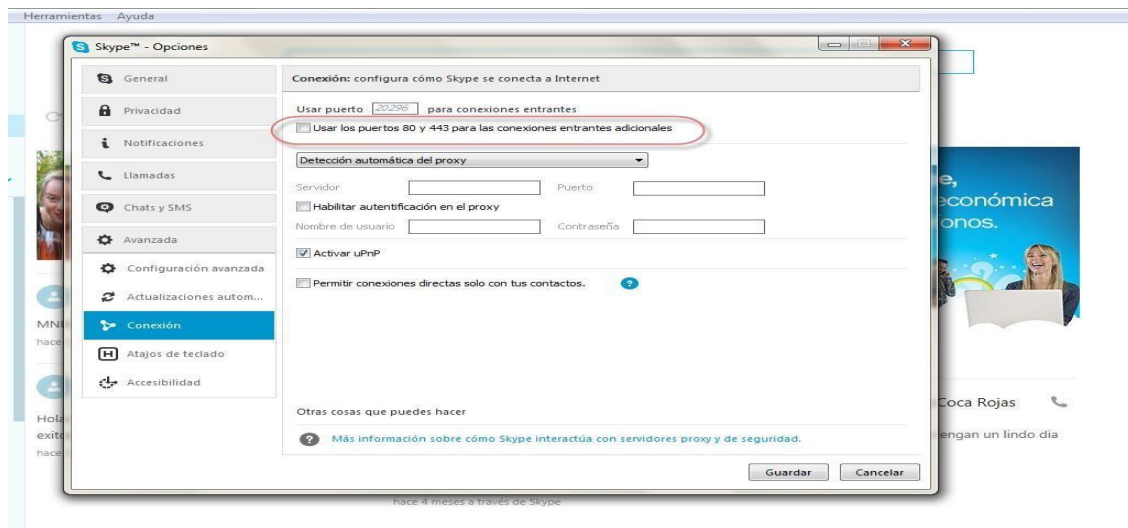 Herramientas Ayuda
Skype™ - Opciones
General
Privacidad
Notificaciones
Llamadas
Chats y SMS
Avanzada
Configuración avanzada
Actualizaciones autom...
Conexión
Atajos de teclado
Accesibilidad
Conexión: configura cómo Skype se conecta a Internet
Usar puerto 20296 para conexiones entrantes
Usar los puertos 80 y 443 para las conexiones entrantes adicionales
Detección automática del proxy
Servidor Puerto
Habilitar autentificación en el proxy
Nombre de usuario Contraseña
Activar uPnP
Permitir conexiones directas solo con tus contactos.
Otras cosas que puedes hacer
Más información sobre cómo Skype interactúa con servidores proxy y de seguridad.
Guardar Cancelar
MNI
hace
Hola
exito
hace
e,
económica
onos.
Coca Rojas
engan un lindo dia
hace 4 meses a través de Skype